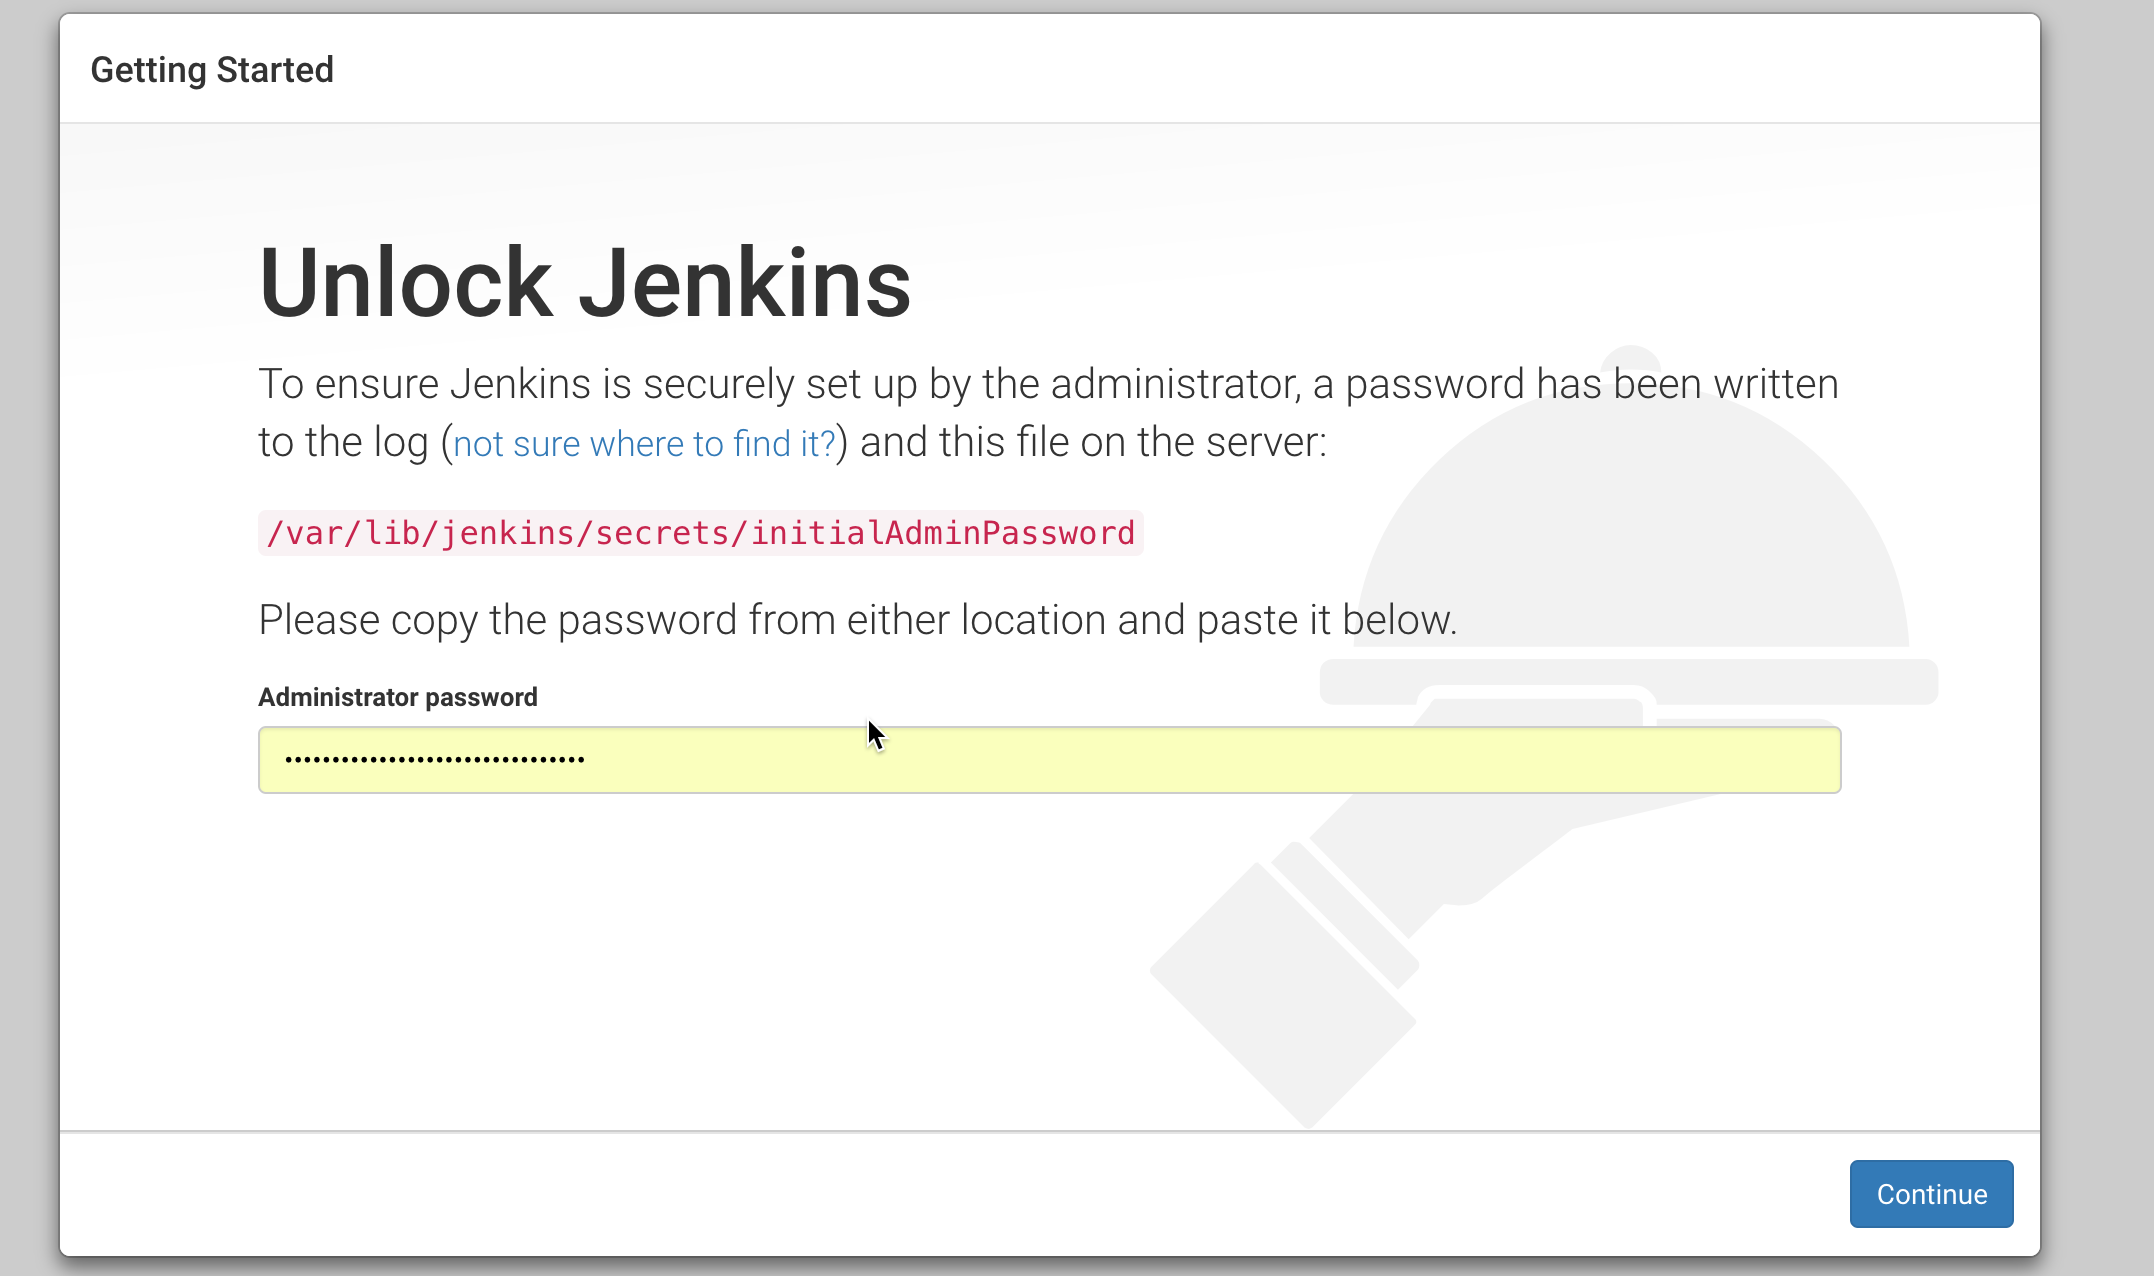 Getting Started
Unlock Jenkins
To ensure Jenkins is securely set up by the administrator, a password has been written
to the log (not sure where to find it?) and this file on the server:
/var/lib/jenkins/secrets/initialAdminPassword
Please copy the password from either location and paste it below.
Administrator password
••••••••••••••••••••••••••••••••
Continue